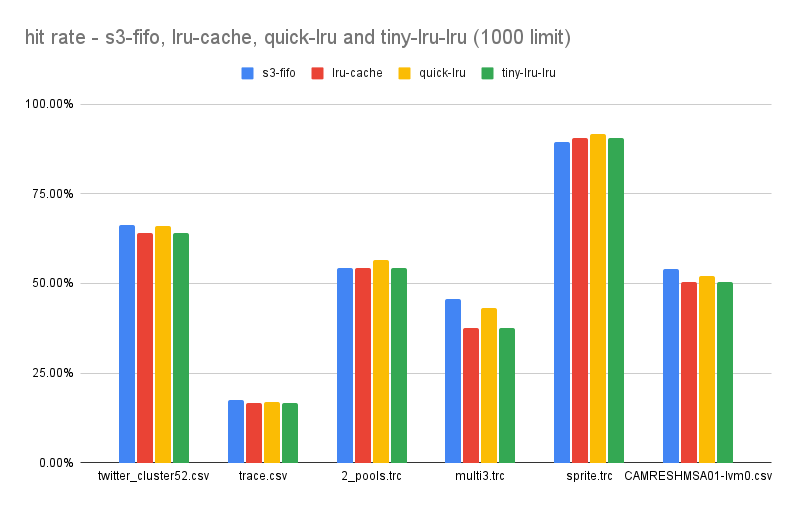 hit rate - s3-fifo, lru-cache, quick-lru and tiny-lru-lru (1000 limit)
s3-fifo lru-cache quick-lru tiny-lru-lru
100.00%
75.00%
50.00%
25.00%
0.00%
twitter_cluster52.csv trace.csv 2_pools.trc multi3.trc sprite.trc CAMRESHMSA01-lvm0.csv